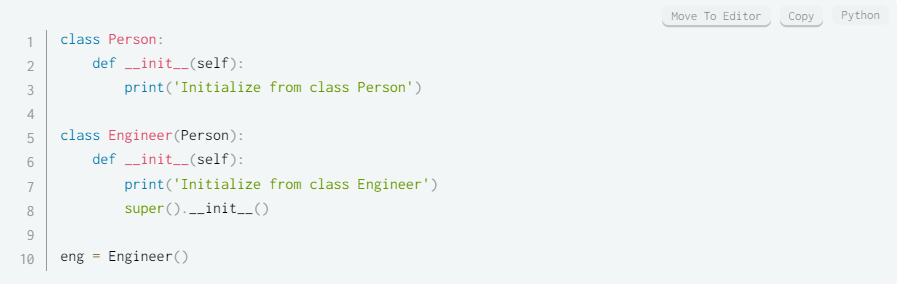 Move To Editor Copy Python
1 class Person:
2     def __init__(self):
3         print('Initialize from class Person')
4
5 class Engineer(Person):
6     def __init__(self):
7         print('Initialize from class Engineer')
8         super().__init__()
9
10 eng = Engineer()